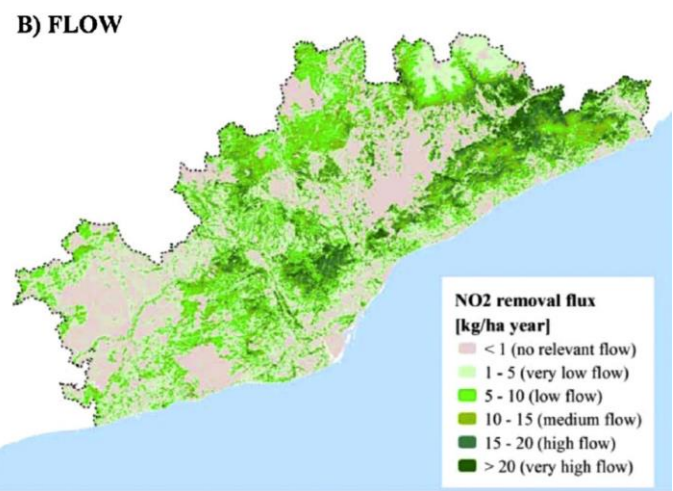 B) FLOW
NO2 removal flux
[kg/ha year]
< 1 (no relevant flow)
1 - 5 (very low flow)
5 - 10 (low flow)
10 - 15 (medium flow)
15 - 20 (high flow)
> 20 (very high flow)